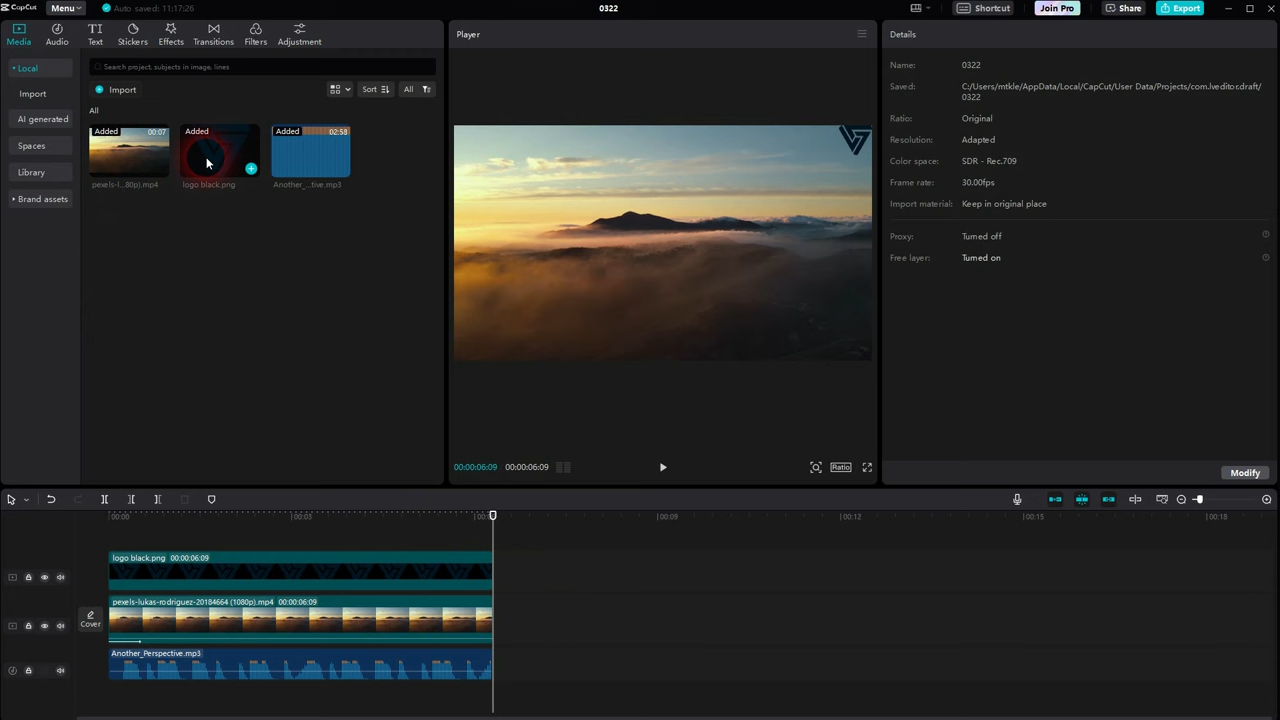 CapCut
Menu
Auto saved: 11:17:26
0322
Shortcut
Join Pro
Share
Export
Media
Audio
Text
Stickers
Effects
Transitions
Filters
Adjustment
Player
Details
Local
Import
AI generated
Spaces
Library
Brand assets
Search project, subjects in image, lines
Import
Sort
All
All
Added
00:07
Added
Added
02:58
pexels-l...80p).mp4
logo black.png
Another_...tive.mp3
Name:
0322
Saved:
C:/Users/mtkle/AppData/Local/CapCut/User Data/Projects/com.lveditor.draft/
0322
Ratio:
Original
Resolution:
Adapted
Color space:
SDR - Rec.709
Frame rate:
30.00fps
Import material:
Keep in original place
Proxy:
Turned off
Free layer:
Turned on
00:00:06:09
00:00:06:09
Ratio
Modify
00:00
00:03
00:09
00:12
00:15
00:18
logo black.png 00:00:06:09
pexels-lukas-rodriguez-20184664 (1080p).mp4 00:00:06:09
Cover
Another_Perspective.mp3